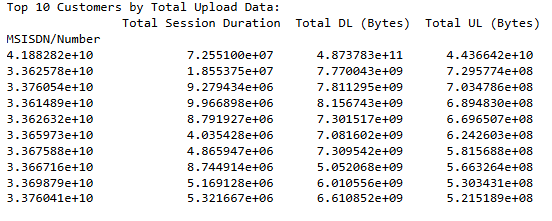 Top 10 Customers by Total Upload Data:
Total Session Duration Total DL (Bytes) Total UL (Bytes)
MSISDN/Number
4.188282e+10 7.255100e+07 4.873783e+11 4.436642e+10
3.362578e+10 1.855375e+07 7.770043e+09 7.295774e+08
3.376054e+10 9.279434e+06 7.811295e+09 7.034786e+08
3.361489e+10 9.966898e+06 8.156743e+09 6.894830e+08
3.362632e+10 8.791927e+06 7.301517e+09 6.696507e+08
3.365973e+10 4.035428e+06 7.081602e+09 6.242603e+08
3.367588e+10 4.865947e+06 7.309542e+09 5.815688e+08
3.366716e+10 8.744914e+06 5.052068e+09 5.663264e+08
3.369879e+10 5.169128e+06 6.010556e+09 5.303431e+08
3.376041e+10 5.321667e+06 6.610852e+09 5.215189e+08